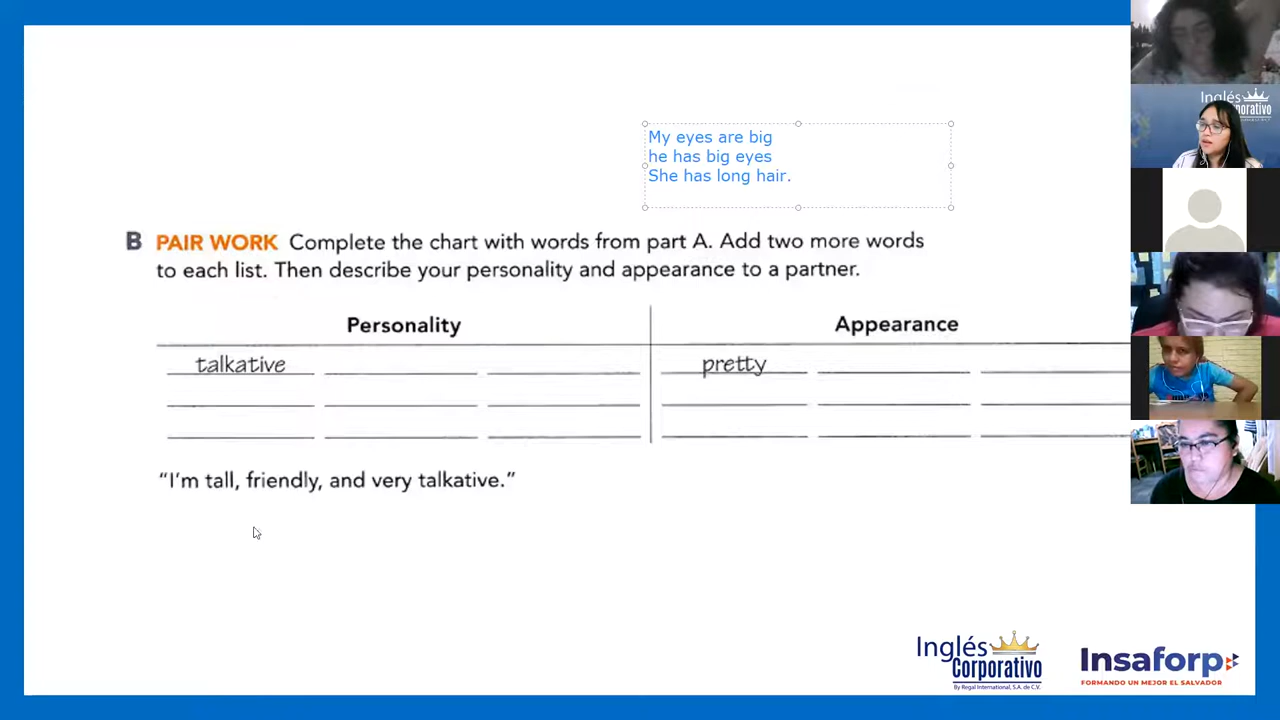 My eyes are big
he has big eyes
She has long hair.
B PAIR WORK Complete the chart with words from part A. Add two more words
to each list. Then describe your personality and appearance to a partner.
Personality Appearance
talkative pretty
"I'm tall, friendly, and very talkative."
Inglés
Corporativo
Inglés
Corporativo
By Regal International, S.A. de C.V.
Insaforp
FORMANDO UN MEJOR EL SALVADOR